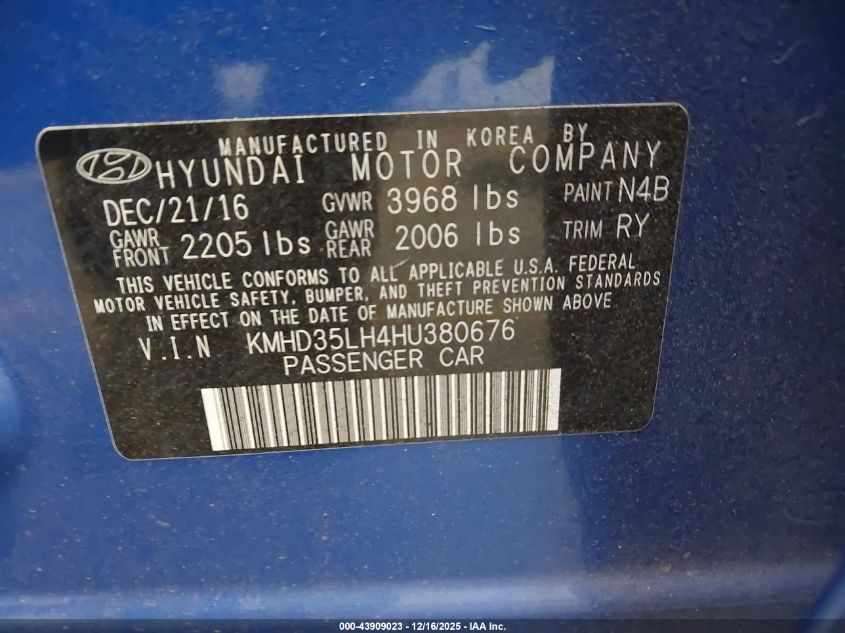 MANUFACTURED IN KOREA BY
HYUNDAI MOTOR COMPANY
DEC/21/16 GVWR 3968 lbs PAINT N4B
GAWR FRONT 2205 lbs GAWR REAR 2006 lbs TRIM RY
THIS VEHICLE CONFORMS TO ALL APPLICABLE U.S.A. FEDERAL
MOTOR VEHICLE SAFETY, BUMPER, AND THEFT PREVENTION STANDARDS
IN EFFECT ON THE DATE OF MANUFACTURE SHOWN ABOVE
V.I.N KMHD35LH4HU380676
PASSENGER CAR
000-43909023 - 12/16/2025 - IAA Inc.